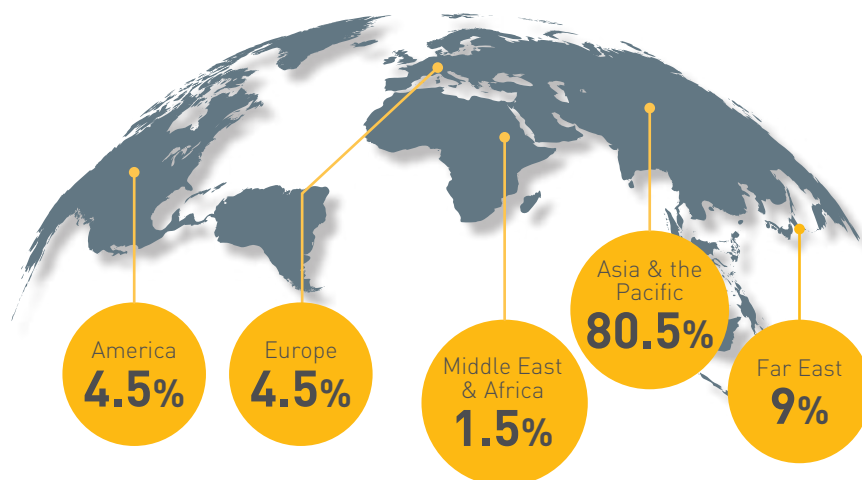 America
4.5%
Europe
4.5%
Middle East
& Africa
1.5%
Asia & the
Pacific
80.5%
Far East
9%